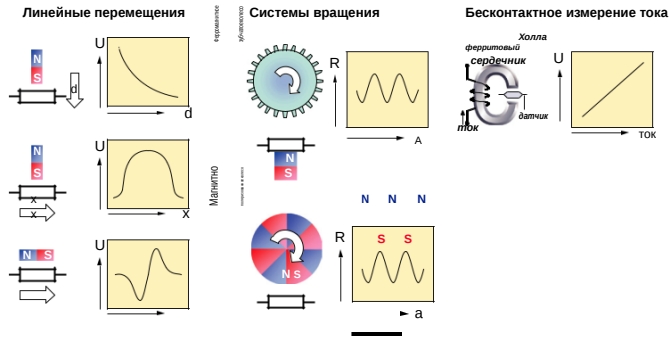 Линейные перемещения
Системы вращения
Бесконтактное измерение тока
N
S
d
U
d
R
A
Холла
ферритовый
сердечник
ток
датчик
U
ток
N
S
x
x
U
x
Магнитно
N
S
N N N
N S
U
N S
R
S S
a